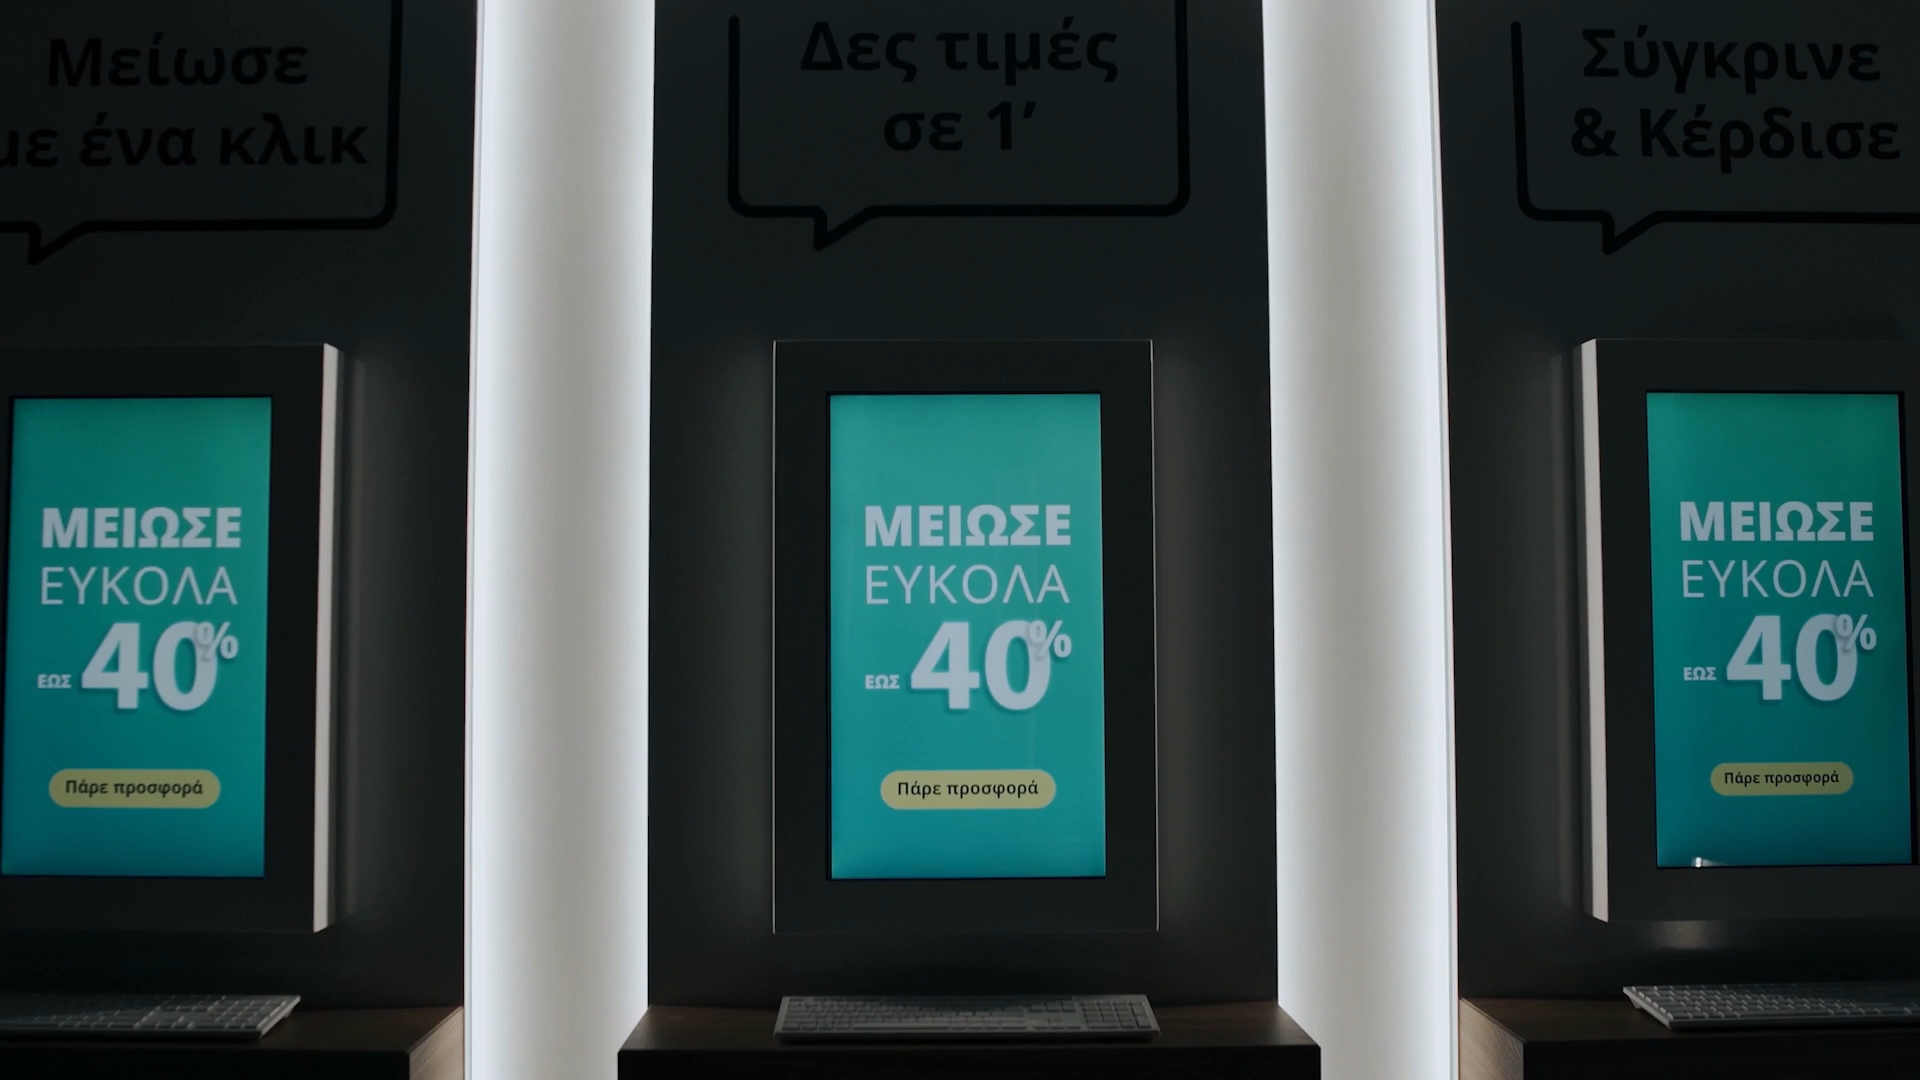 Μείωσε
με ένα κλικ
Δες τιμές
σε 1’
Σύγκρινε
& Κέρδισε
ΜΕΙΩΣΕ
ΕΥΚΟΛΑ
ΕΩΣ 40%
Πάρε προσφορά
ΜΕΙΩΣΕ
ΕΥΚΟΛΑ
ΕΩΣ 40%
Πάρε προσφορά
ΜΕΙΩΣΕ
ΕΥΚΟΛΑ
ΕΩΣ 40%
Πάρε προσφορά